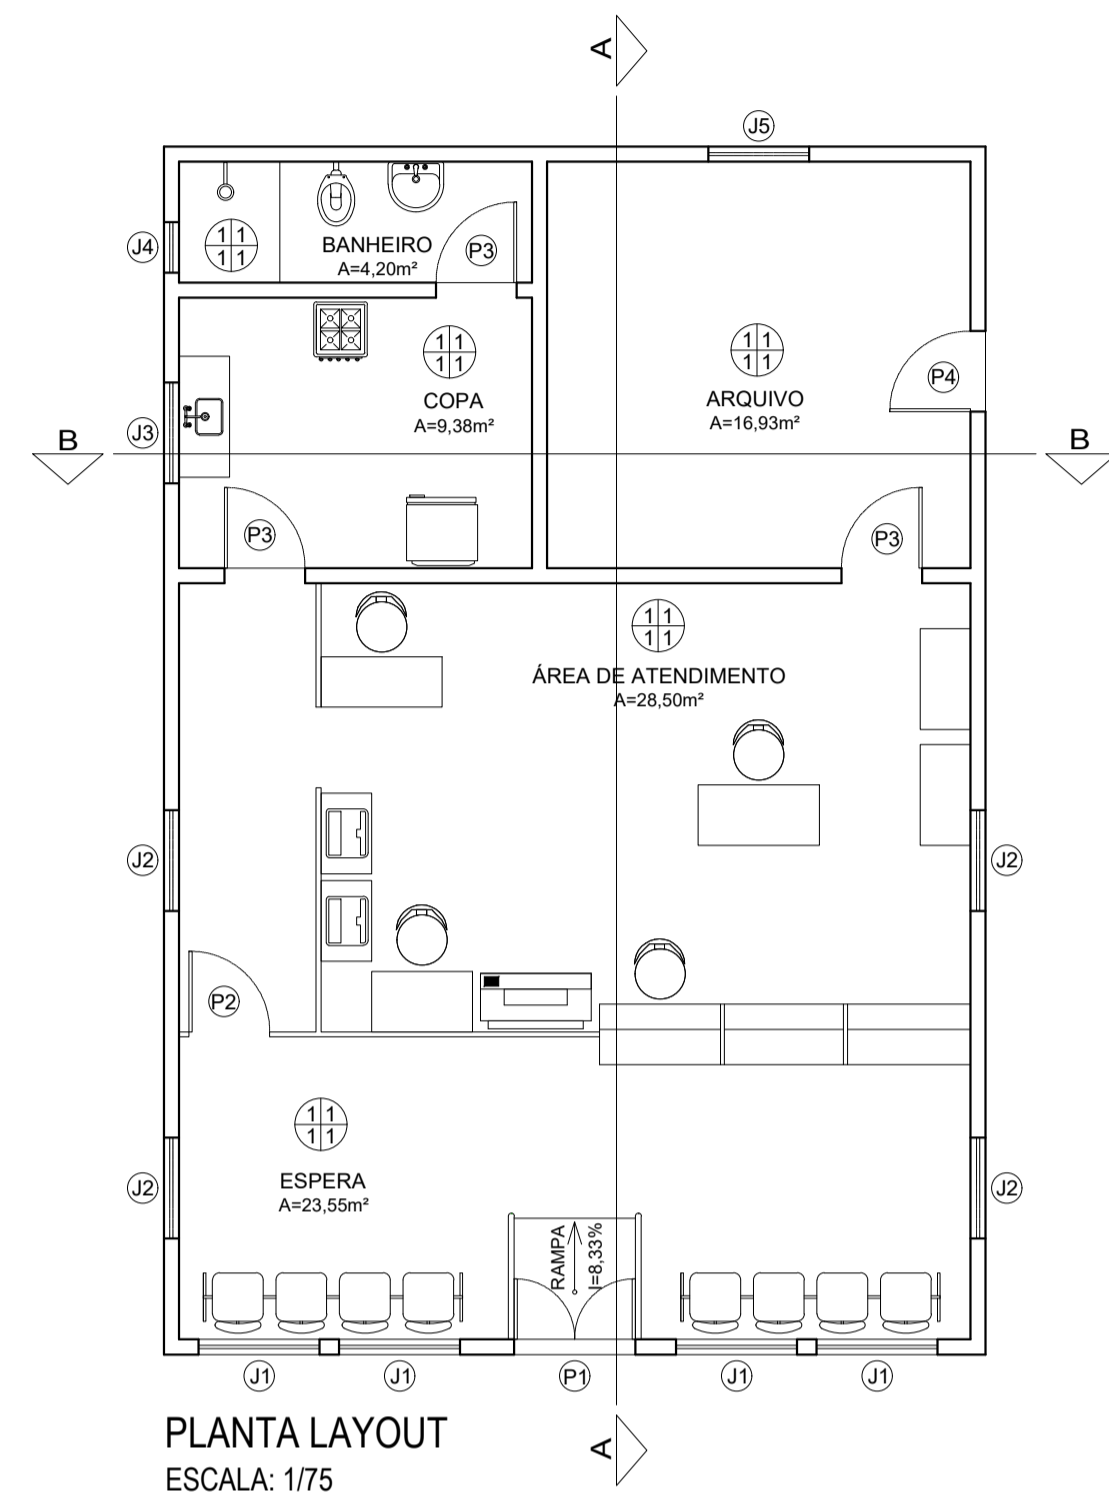 A
J5
J4
1 1
1 1
BANHEIRO
A=4,20m²
P3
1 1
1 1
COPA
A=9,38m²
1 1
1 1
ARQUIVO
A=16,93m²
P4
B
J3
B
P3
P3
1 1
1 1
ÁREA DE ATENDIMENTO
A=28,50m²
J2
J2
P2
1 1
1 1
ESPERA
A=23,55m²
J2
J2
RAMPA
I=8,33%
J1
J1
P1
J1
J1
PLANTA LAYOUT
ESCALA: 1/75
A